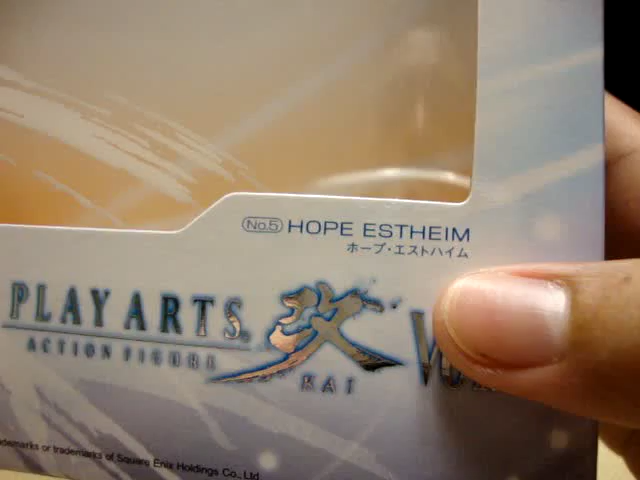 No.5 HOPE ESTHEIM
ホープ・エストハイム
PLAY ARTS
改
ACTION FIGURE
KAI
trademarks or trademarks of Square Enix Holdings Co., Ltd.